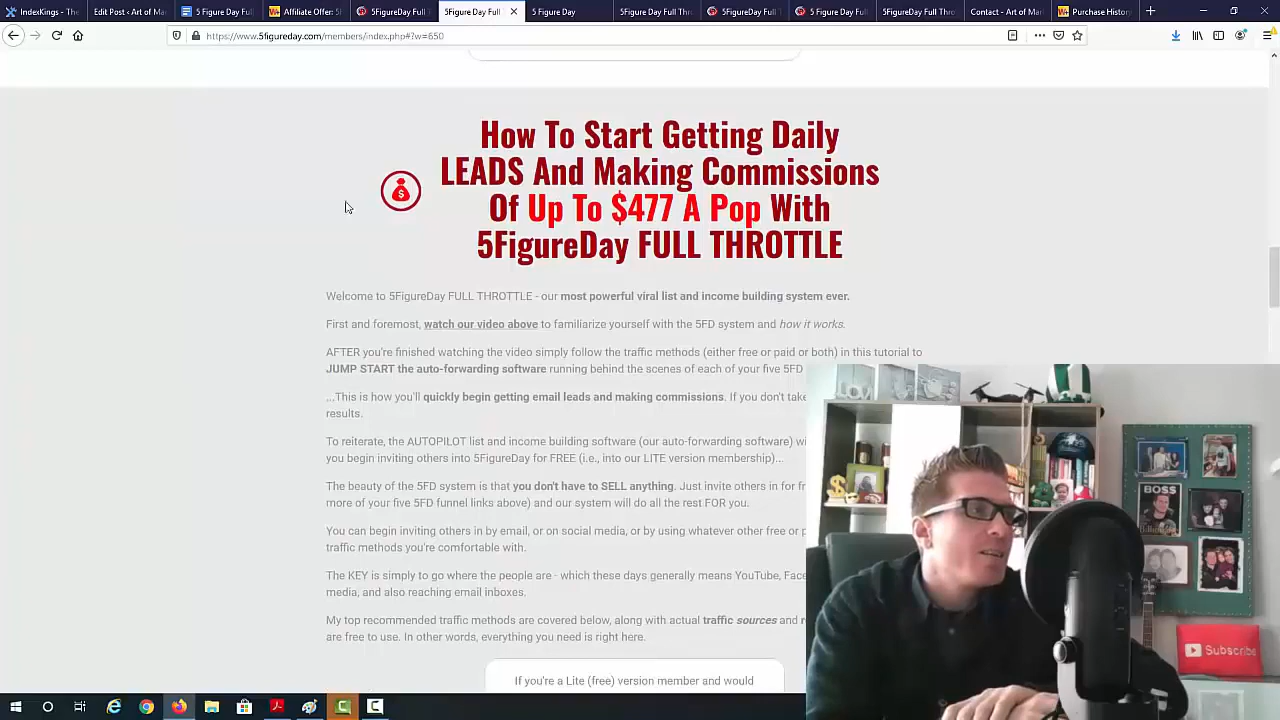 IndexKings - The
Edit Post - Art of Ma
5 Figure Day Full
Affiliate Offer: 5F
5FigureDay Full T
5Figure Day Full
5Figure Day
5Figure Day Full Thr
5FigureDay Full
5FigureDay Full
5FigureDay Full Thro
Contact - Art of Mark
Purchase History
https://www.5figureday.com/members/index.php#?w=650
How To Start Getting Daily
LEADS And Making Commissions
Of Up To $477 A Pop With
5FigureDay FULL THROTTLE
Welcome to 5FigureDay FULL THROTTLE - our most powerful viral list and income building system ever.
First and foremost, watch our video above to familiarize yourself with the 5FD system and how it works.
AFTER you're finished watching the video simply follow the traffic methods (either free or paid or both) in this tutorial to
JUMP START the auto-forwarding software running behind the scenes of each of your five 5FD
...This is how you'll quickly begin getting email leads and making commissions. If you don't take
results.
To reiterate, the AUTOPILOT list and income building software (our auto-forwarding software) wi
you begin inviting others into 5FigureDay for FREE (i.e., into our LITE version membership)...
The beauty of the 5FD system is that you don't have to SELL anything. Just invite others in for fr
more of your five 5FD funnel links above) and our system will do all the rest FOR you.
You can begin inviting others in by email, or on social media, or by using whatever other free or p
traffic methods you're comfortable with.
The KEY is simply to go where the people are - which these days generally means YouTube, Face
media, and also reaching email inboxes.
My top recommended traffic methods are covered below, along with actual traffic sources and r
are free to use. In other words, everything you need is right here.
If you're a Lite (free) version member and would
BOSS
Subscribe